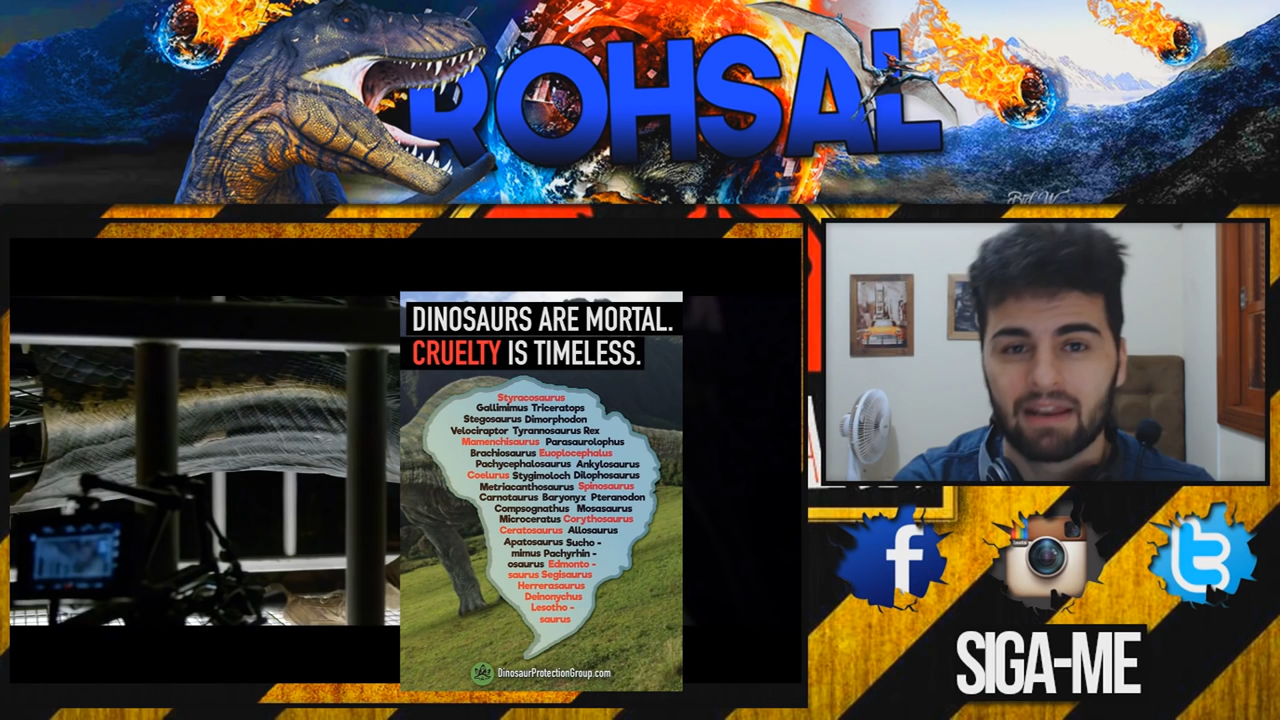 ROHSAL
DINOSAURS ARE MORTAL.
CRUELTY IS TIMELESS.
Styracosaurus
Gallimimus Triceratops
Stegosaurus Dimorphodon
Velociraptor Tyrannosaurus Rex
Mamenchisaurus Parasaurolophus
Brachiosaurus Euoplocephalus
Pachycephalosaurus Ankylosaurus
Coelurus Stygimoloch Dilophosaurus
Metriacanthosaurus Spinosaurus
Carnotaurus Baryonyx Pteranodon
Compsognathus Mosasaurus
Microceratus Corythosaurus
Ceratosaurus Allosaurus
Apatosaurus Sucho -
mimus Pachyrhin -
osaurus Edmonto -
saurus Segisaurus
Herrerasaurus
Deinonychus
Lesotho -
saurus
DinosaurProtectionGroup.com
SIGA-ME